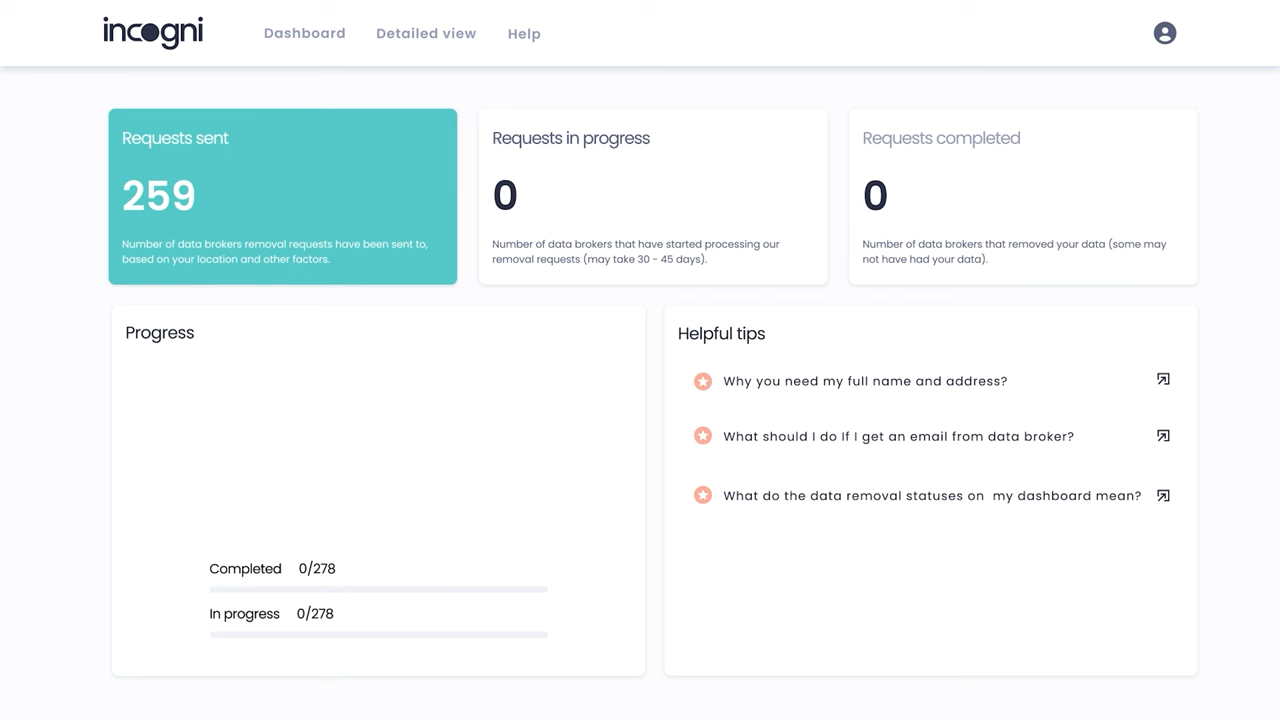 incogni
Dashboard
Detailed view
Help
Requests sent
259
Number of data brokers removal requests have been sent to,
based on your location and other factors.
Requests in progress
0
Number of data brokers that have started processing our
removal requests (may take 30 - 45 days).
Requests completed
0
Number of data brokers that removed your data (some may
not have had your data).
Progress
Completed 0/278
In progress 0/278
Helpful tips
Why you need my full name and address?
What should I do If I get an email from data broker?
What do the data removal statuses on my dashboard mean?